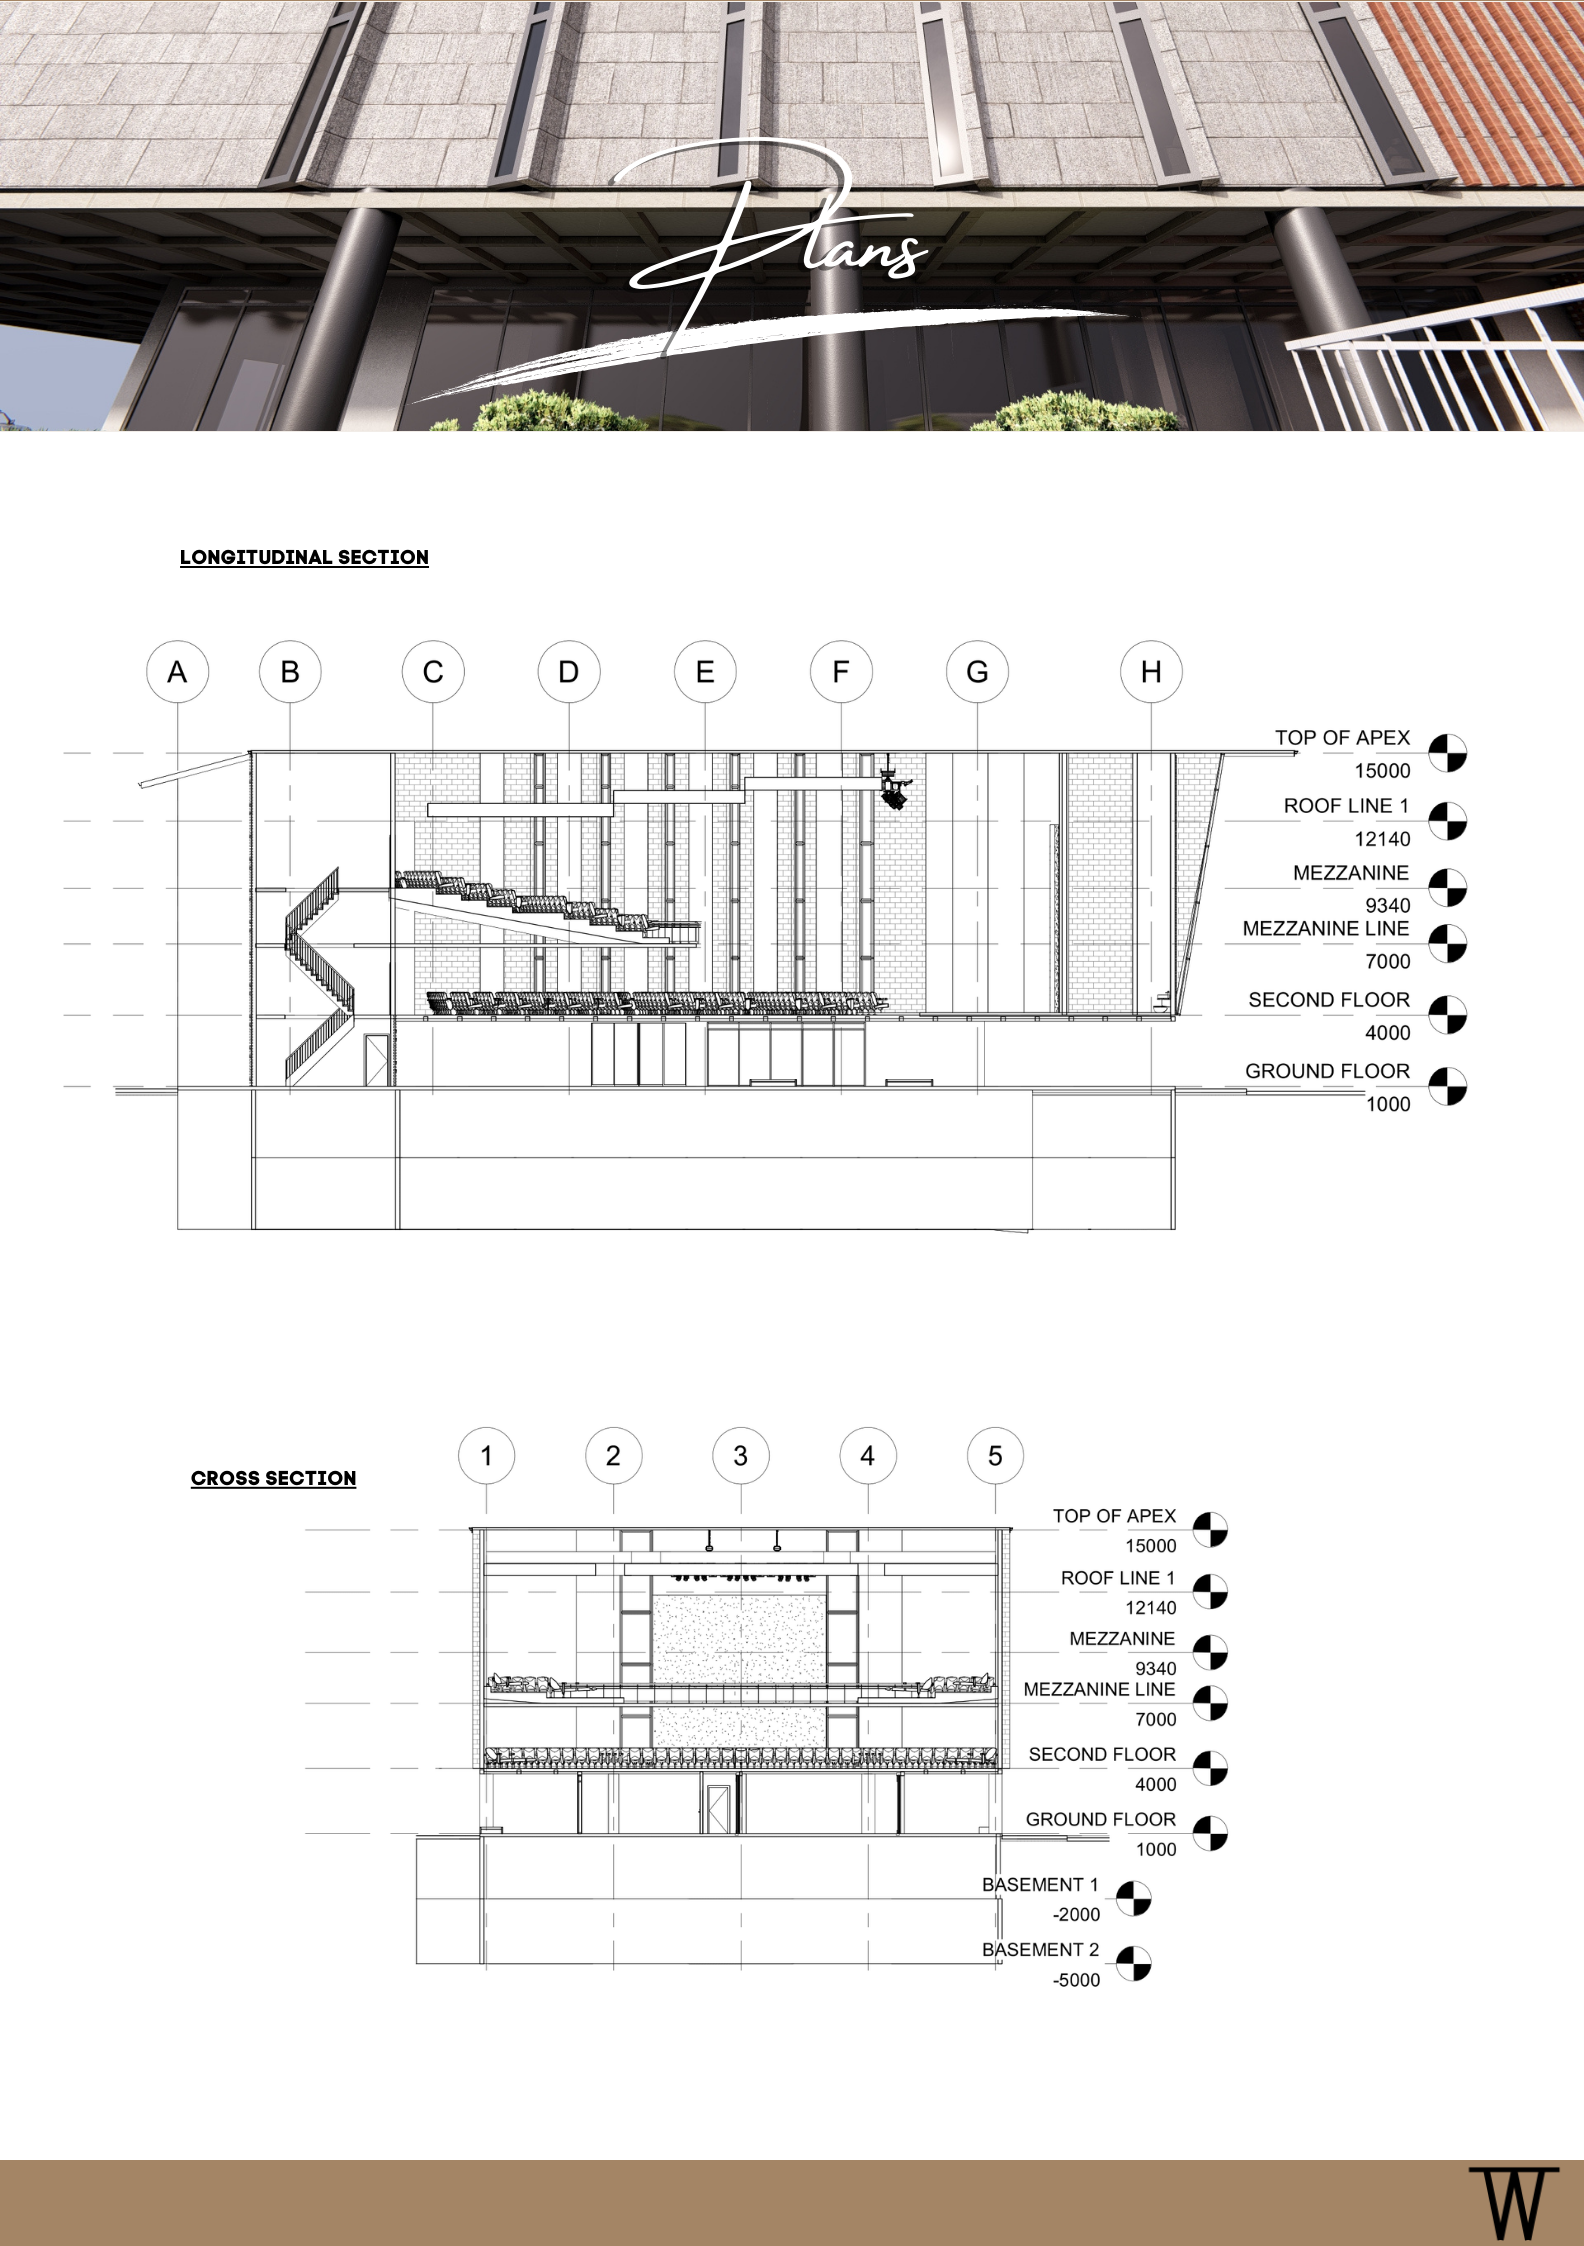 Plans
LONGITUDINAL SECTION
A B C D E F G H
TOP OF APEX
15000
ROOF LINE 1
12140
MEZZANINE
9340
MEZZANINE LINE
7000
SECOND FLOOR
4000
GROUND FLOOR
1000
1 2 3 4 5
CROSS SECTION
TOP OF APEX
15000
ROOF LINE 1
12140
MEZZANINE
9340
MEZZANINE LINE
7000
SECOND FLOOR
4000
GROUND FLOOR
1000
BASEMENT 1
-2000
BASEMENT 2
-5000
W